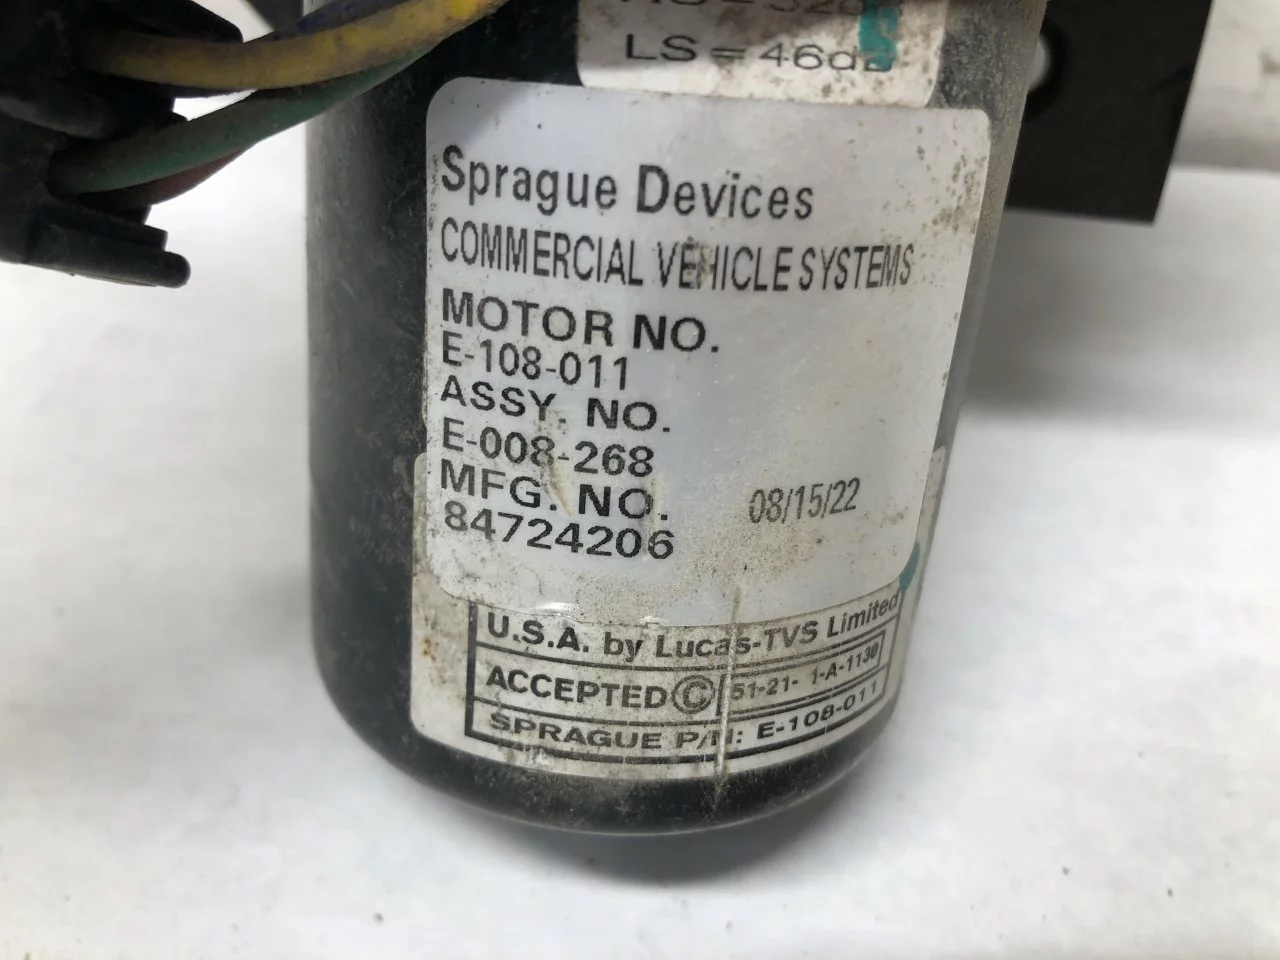 LS = 46dB
Sprague Devices
COMMERCIAL VEHICLE SYSTEMS
MOTOR NO.
E-108-011
ASSY. NO.
E-008-268
MFG. NO.
84724206
08/15/22
U.S.A. by Lucas-TVS Limited
ACCEPTED © 51-21- 1-A-1130
SPRAGUE P/N: E-108-011